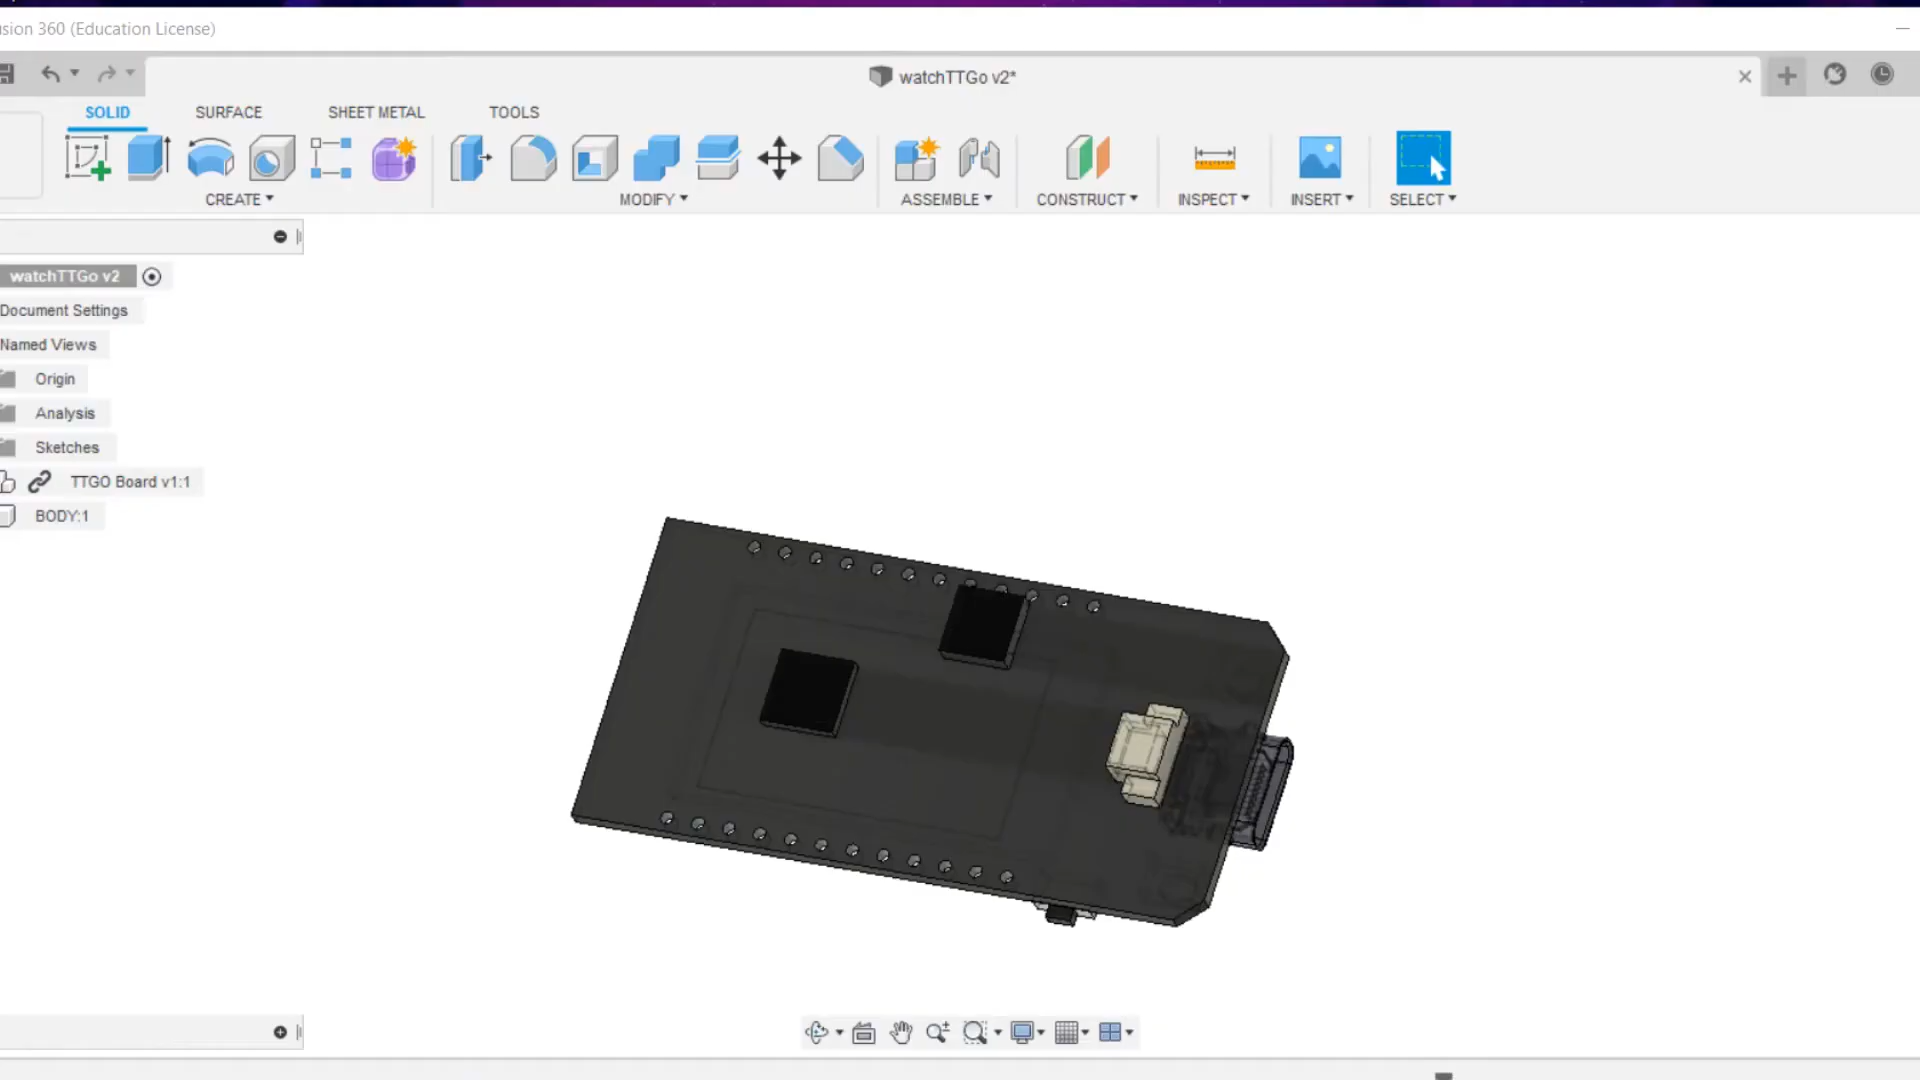 usion 360 (Education License)
watchTTGo v2*
SOLID
SURFACE
SHEET METAL
TOOLS
CREATE
MODIFY
ASSEMBLE
CONSTRUCT
INSPECT
INSERT
SELECT
watchTTGo v2
Document Settings
Named Views
Origin
Analysis
Sketches
TTGO Board v1:1
BODY:1